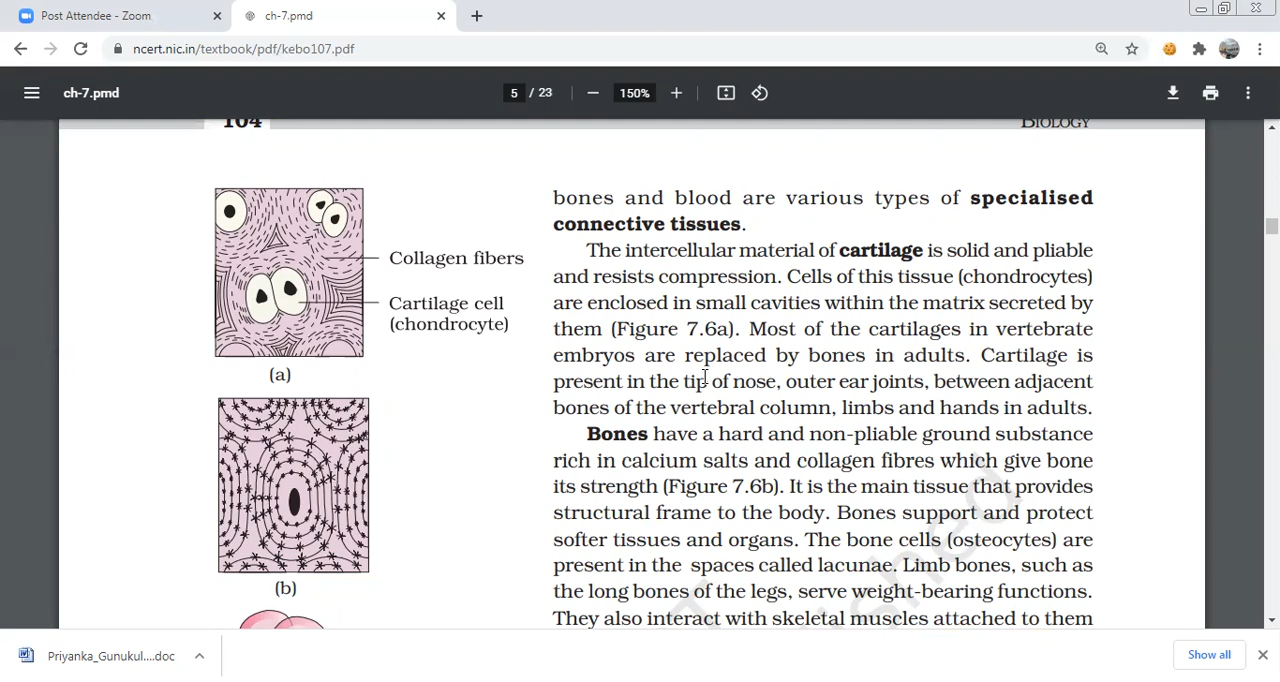 Post Attendee - Zoom
ch-7.pmd
ncert.nic.in/textbook/pdf/kebo107.pdf
ch-7.pmd
5 / 23
150%
104
BIOLOGY
Collagen fibers
Cartilage cell
(chondrocyte)
(a)
(b)
bones and blood are various types of specialised
connective tissues.
The intercellular material of cartilage is solid and pliable
and resists compression. Cells of this tissue (chondrocytes)
are enclosed in small cavities within the matrix secreted by
them (Figure 7.6a). Most of the cartilages in vertebrate
embryos are replaced by bones in adults. Cartilage is
present in the tip of nose, outer ear joints, between adjacent
bones of the vertebral column, limbs and hands in adults.
Bones have a hard and non-pliable ground substance
rich in calcium salts and collagen fibres which give bone
its strength (Figure 7.6b). It is the main tissue that provides
structural frame to the body. Bones support and protect
softer tissues and organs. The bone cells (osteocytes) are
present in the spaces called lacunae. Limb bones, such as
the long bones of the legs, serve weight-bearing functions.
They also interact with skeletal muscles attached to them
Priyanka_Gunukul....doc
Show all